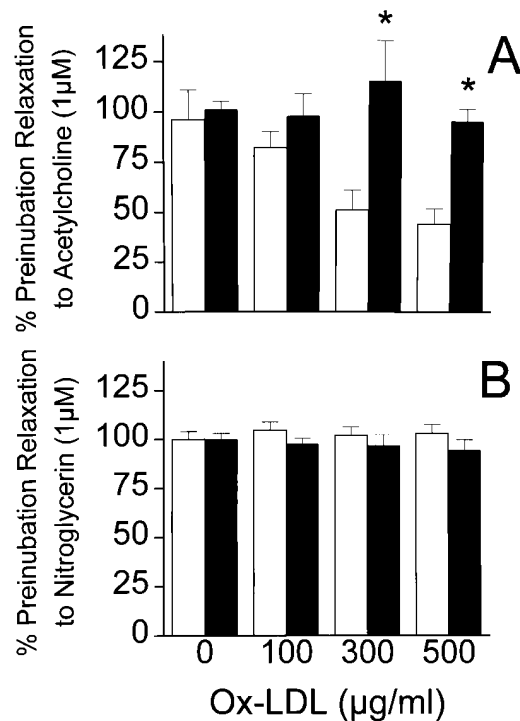 % Preinubation Relaxation
to Acetylcholine (1µM)
125
100
75
50
25
0
*
*
A
% Preinubation Relaxation
to Nitroglycerin (1µM)
125
100
75
50
25
0
B
0 100 300 500
Ox-LDL (µg/ml)